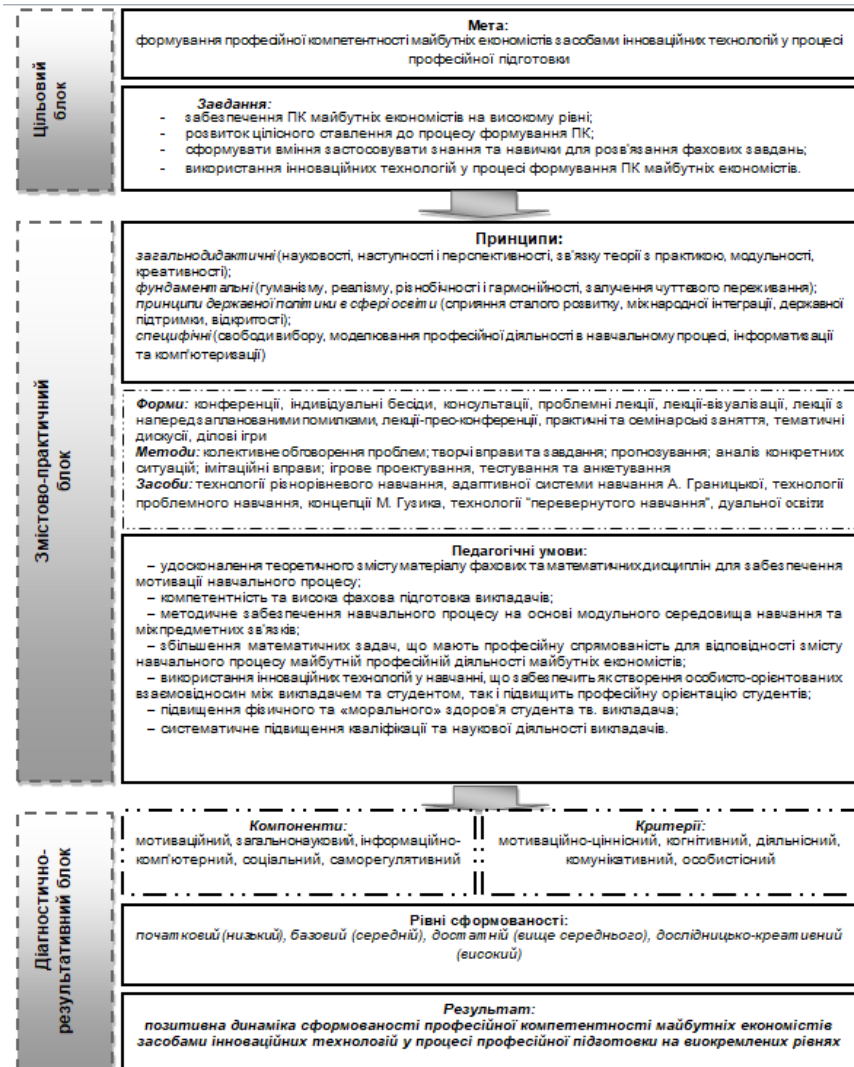 Цільовий
блок
Мета:
формування професійної компетентності майбутніх економістів засобами інноваційних технологій у процесі
професійної підготовки
Завдання:
- забезпечення ПК майбутніх економістів на високому рівні;
- розвиток цілісного ставлення до процесу формування ПК;
- сформувати вміння застосовувати знання та навички для розв'язання фахових завдань;
- використання інноваційних технологій у процесі формування ПК майбутніх економістів.
Змістово-практичний
блок
Принципи:
загальнодидактичні (науковості, наступності і перспективності, зв'язку теорії з практикою, модульності,
креативності);
фундаментальні (гуманізму, реалізму, різнобічності і гармонійності, залучення чуттєвого переживання);
принципи державної політики в сфері освіти (сприяння сталого розвитку, міжнародної інтеграції, державної
підтримки, відкритості);
специфічні (свободи вибору, моделювання професійної діяльності в навчальному процесі, інформатизації
та комп'ютеризації)
Форми: конференції, індивідуальні бесіди, консультації, проблемні лекції, лекції-візуалізації, лекції з
наперед запланованими помилками, лекції-прес-конференції, практичні та семінарські заняття, тематичні
дискусії, ділові ігри
Методи: колективне обговорення проблем; творчі вправи та завдання; прогнозування; аналіз конкретних
ситуацій; імітаційні вправи; ігрове проектування, тестування та анкетування
Засоби: технології різнорівневого навчання, адаптивної системи навчання А. Границької, технології
проблемного навчання, концепції М. Гузика, технології "перевернутого навчання", дуальної освіти
Педагогічні умови:
– удосконалення теоретичного змісту матеріалу фахових та математичних дисциплін для забезпечення
мотивації навчального процесу;
– компетентність та висока фахова підготовка викладачів;
– методичне забезпечення навчального процесу на основі модульного середовища навчання та
міжпредметних зв'язків;
– збільшення математичних задач, що мають професійну спрямованість для відповідності змісту
навчального процесу майбутній професійній діяльності майбутніх економістів;
– використання інноваційних технологій у навчанні, що забезпечить як створення особисто-орієнтованих
взаємовідносин між викладачем та студентом, так і підвищить професійну орієнтацію студентів;
– підвищення фізичного та «морального» здоров'я студента тв. викладача;
– систематичне підвищення кваліфікації та наукової діяльності викладачів.
Діагностично-
результативний блок
Компоненти:
мотиваційний, загальнонауковий, інформаційно-
комп'ютерний, соціальний, саморегулятивний
Критерії:
мотиваційно-ціннісний, когнітивний, діяльнісний,
комунікативний, особистісний
Рівні сформованості:
початковий (низький), базовий (середній), достатній (вище середнього), дослідницько-креативний
(високий)
Результат:
позитивна динаміка сформованості професійної компетентності майбутніх економістів
засобами інноваційних технологій у процесі професійної підготовки на виокремлених рівнях